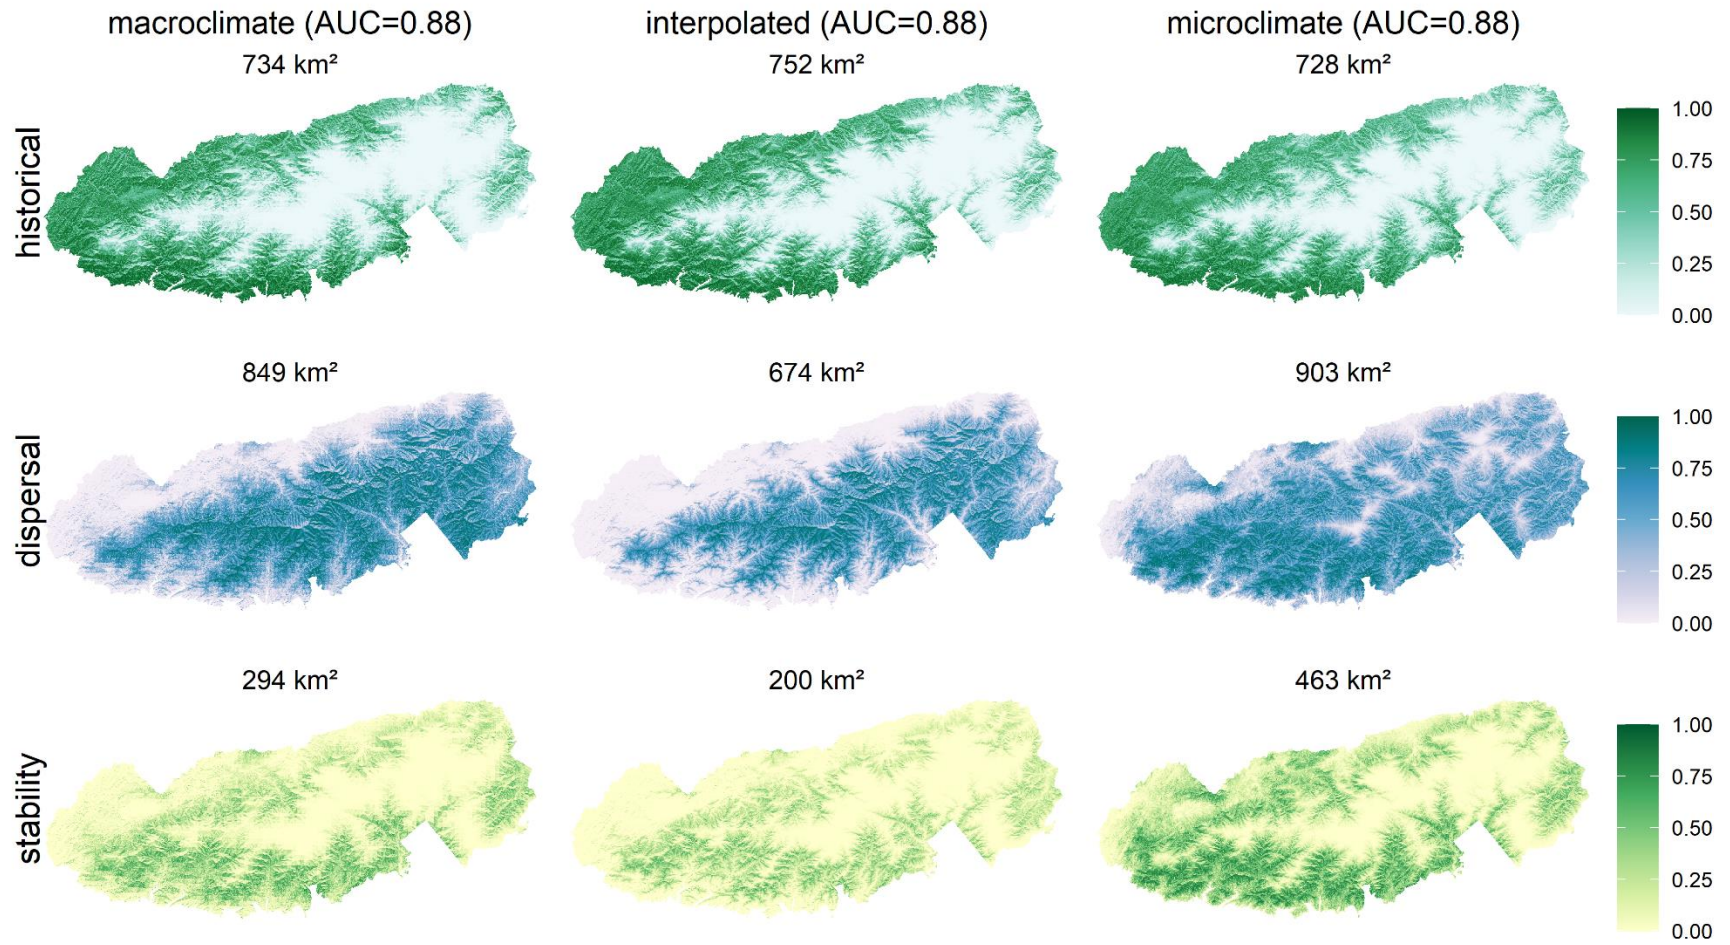 macroclimate (AUC=0.88)
interpolated (AUC=0.88)
microclimate (AUC=0.88)
734 km²
752 km²
728 km²
historical
1.00
0.75
0.50
0.25
0.00
849 km²
674 km²
903 km²
dispersal
1.00
0.75
0.50
0.25
0.00
294 km²
200 km²
463 km²
stability
1.00
0.75
0.50
0.25
0.00